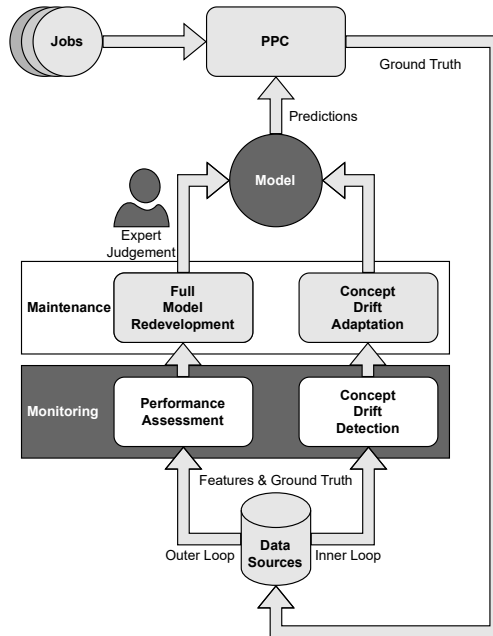 Jobs
PPC
Ground Truth
Predictions
Model
Expert
Judgement
Maintenance
Full
Model
Redevelopment
Concept
Drift
Adaptation
Monitoring
Performance
Assessment
Concept
Drift
Detection
Features & Ground Truth
Outer Loop
Data
Sources
Inner Loop